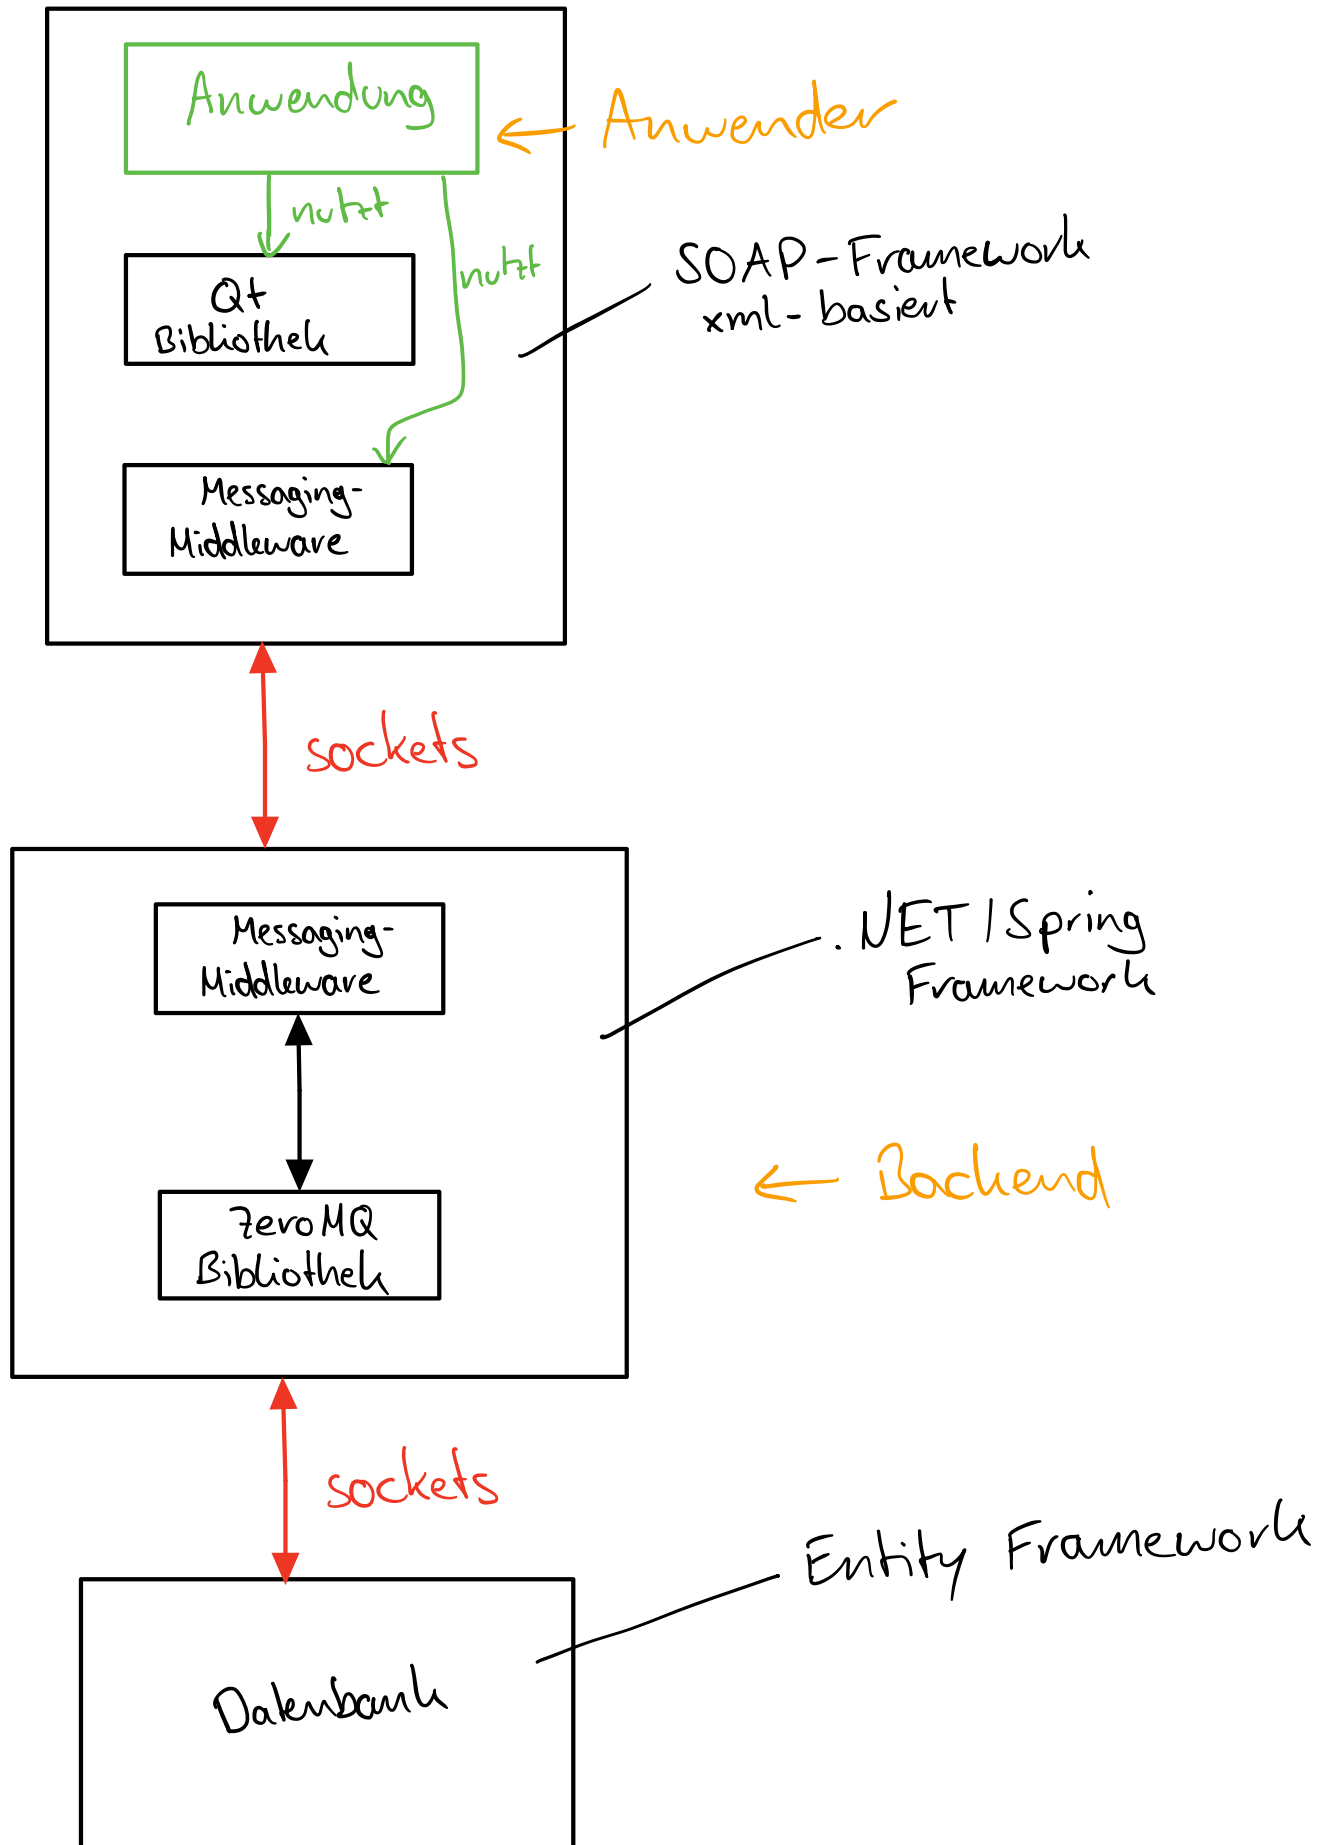 Anwendung
Anwender
nutzt
nutzt
SOAP-Framework
xml-basiert
Qt
Bibliothek
Messaging-
Middleware
sockets
Messaging-
Middleware
.NET/Spring
Framework
Backend
ZeroMQ
Bibliothek
sockets
Entity Framework
Datenbank